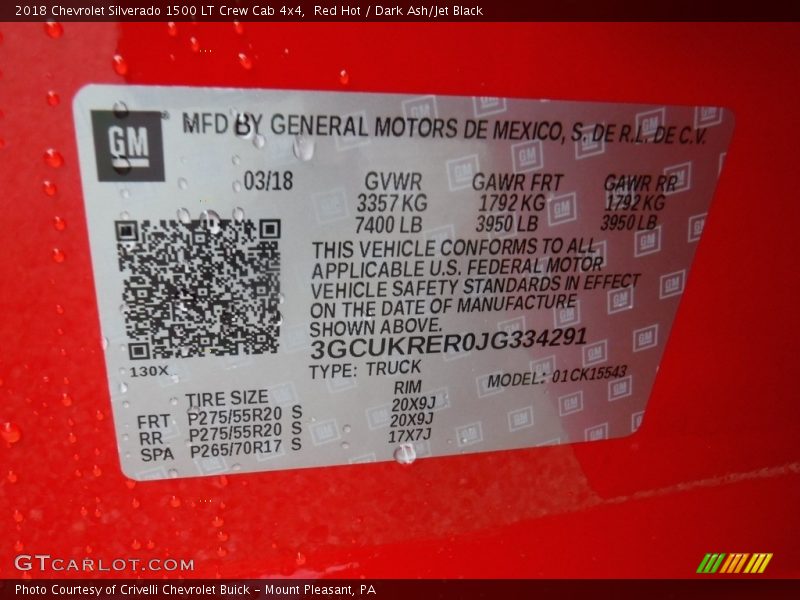 2018 Chevrolet Silverado 1500 LT Crew Cab 4x4,  Red Hot / Dark Ash/Jet Black
GM® MFD BY GENERAL MOTORS DE MEXICO, S. DE R.L. DE C.V.
03/18 GVWR GAWR FRT GAWR RR
3357 KG 1792 KG 1792 KG
7400 LB 3950 LB 3950 LB
THIS VEHICLE CONFORMS TO ALL
APPLICABLE U.S. FEDERAL MOTOR
VEHICLE SAFETY STANDARDS IN EFFECT
ON THE DATE OF MANUFACTURE
SHOWN ABOVE.
3GCUKRER0JG334291
130X TYPE: TRUCK MODEL: 01CK15543
TIRE SIZE RIM
FRT P275/55R20 S 20X9J
RR P275/55R20 S 20X9J
SPA P265/70R17 S 17X7J
GTCARLOT.COM
Photo Courtesy of Crivelli Chevrolet Buick – Mount Pleasant, PA